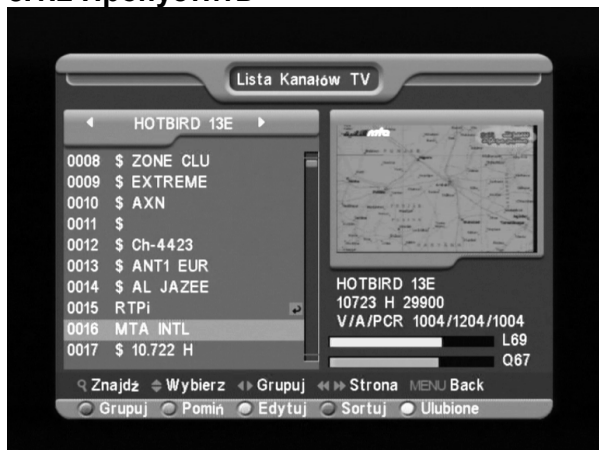 Lista Kanałów TV
HOTBIRD 13E
0008 $ ZONE CLU
0009 $ EXTREME
0010 $ AXN
0011 $
0012 $ Ch-4423
0013 $ ANT1 EUR
0014 $ AL JAZEE
0015 RTPi
0016 MTA INTL
0017 $ 10.722 H
HOTBIRD 13E
10723 H 29900
V/A/PCR 1004/1204/1004
L69
Q67
Znajdź Wybierz Grupuj Strona MENU Back
Grupuj Pomiń Edytuj Sortuj Ulubione